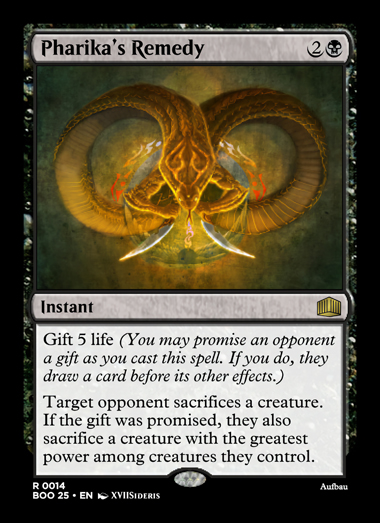 Pharika's Remedy 2
Instant
Gift 5 life (You may promise an opponent
a gift as you cast this spell. If you do, they
draw a card before its other effects.)
Target opponent sacrifices a creature.
If the gift was promised, they also
sacrifice a creature with the greatest
power among creatures they control.
R 0014
BOO 25 • EN XVIISIDERIS
Aufbau